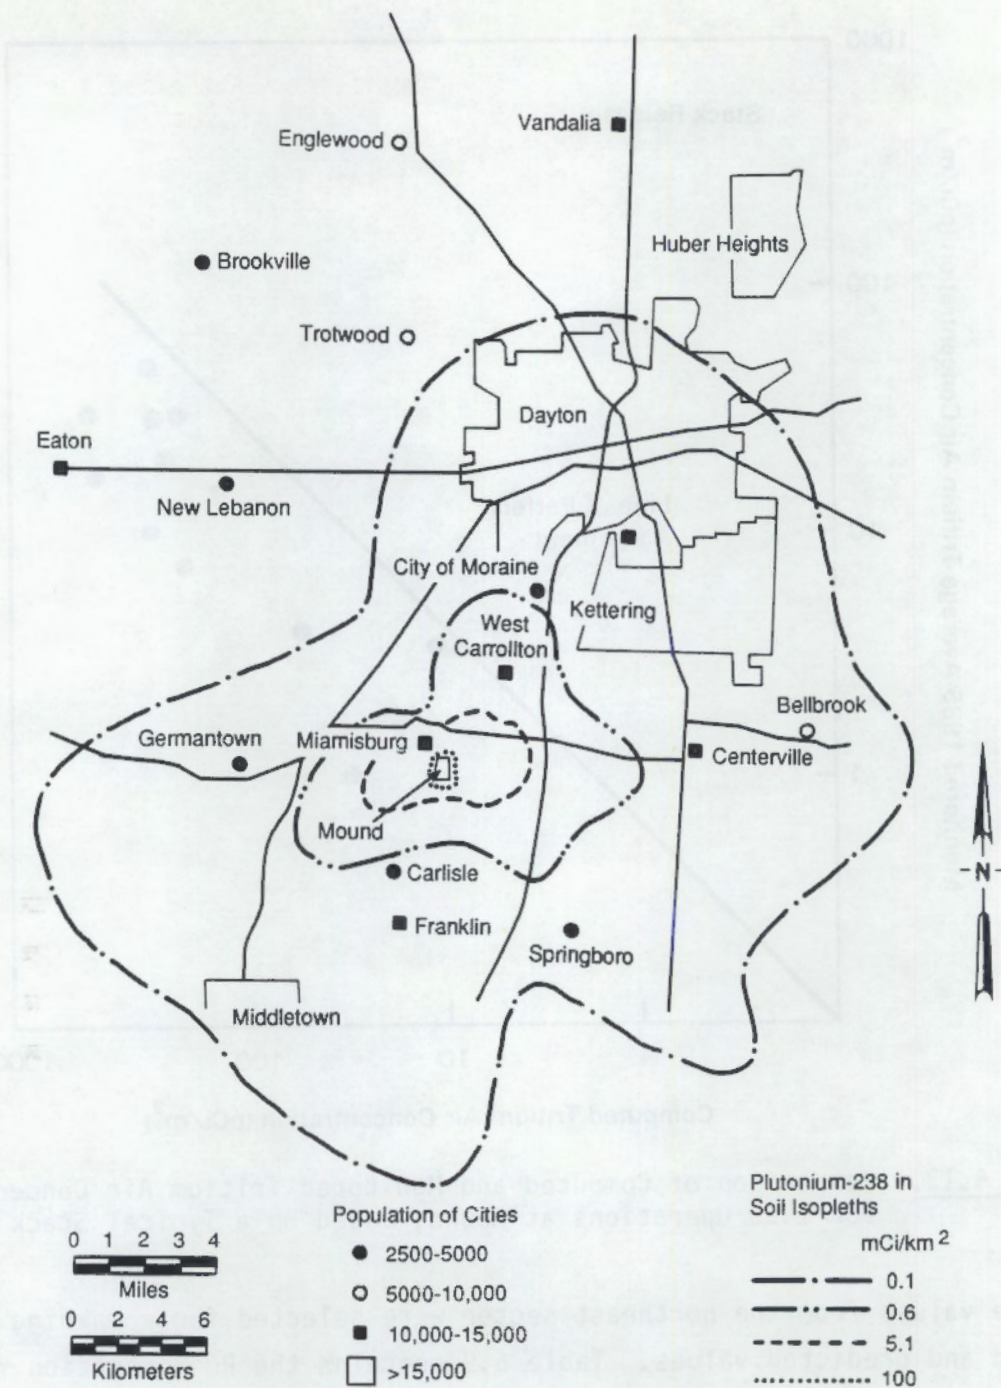 Vandalia
Englewood
Huber Heights
Brookville
Trotwood
Dayton
Eaton
New Lebanon
City of Moraine
Kettering
West
Carrollton
Bellbrook
Germantown
Miamisburg
Centerville
Mound
N
Carlisle
Franklin
Springboro
Middletown
0 1 2 3 4
Miles
0 2 4 6
Kilometers
Population of Cities
2500-5000
5000-10,000
10,000-15,000
>15,000
Plutonium-238 in
Soil Isopleths
mCi/km2
0.1
0.6
5.1
100